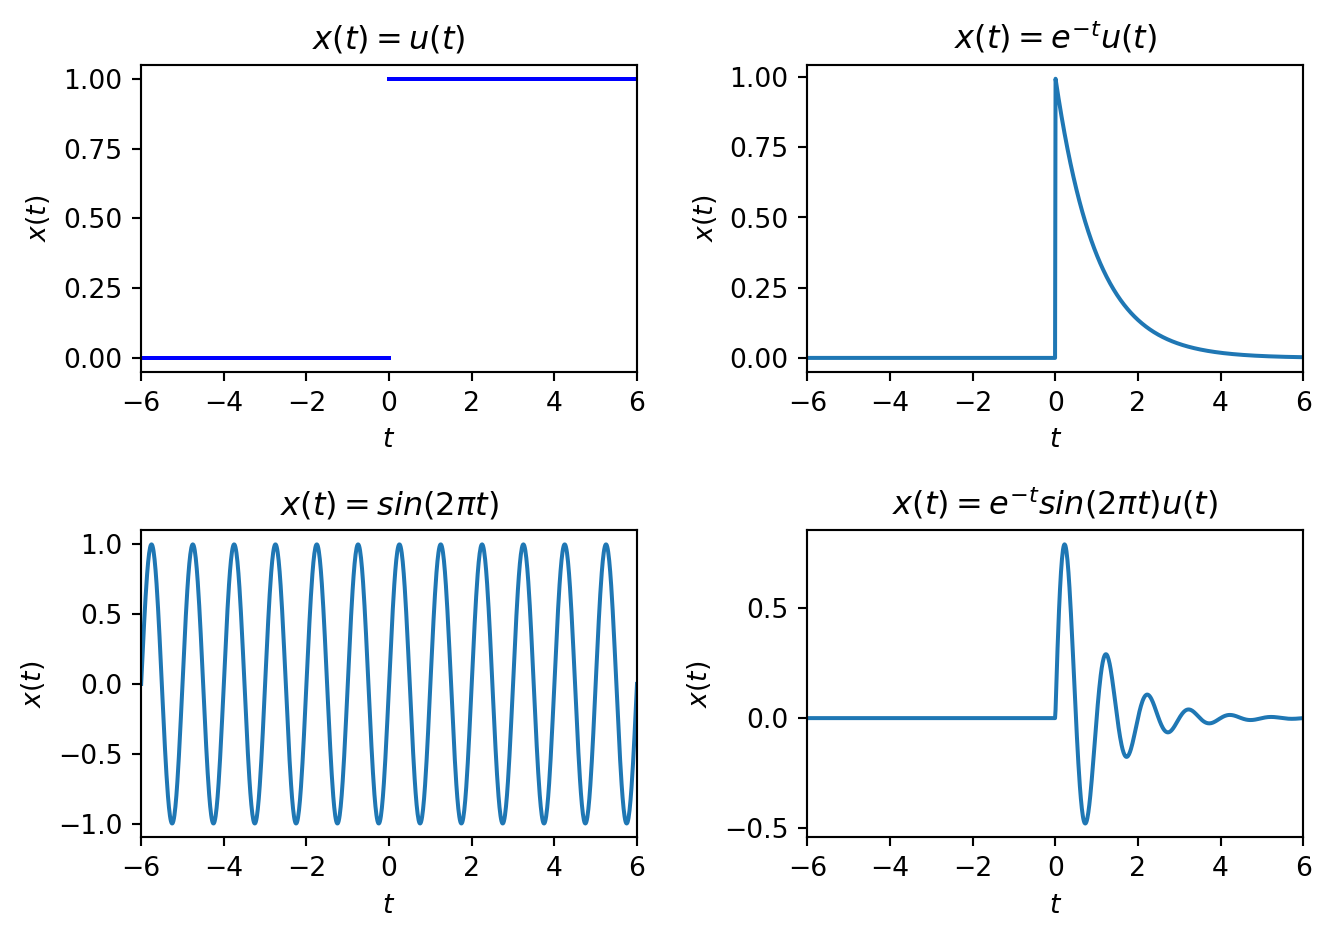 x(t) = u(t)
x(t)
1.00
0.75
0.50
0.25
0.00
−6 −4 −2 0 2 4 6
t
x(t) = e^{−t}u(t)
x(t)
1.00
0.75
0.50
0.25
0.00
−6 −4 −2 0 2 4 6
t
x(t) = sin(2πt)
x(t)
1.0
0.5
0.0
−0.5
−1.0
−6 −4 −2 0 2 4 6
t
x(t) = e^{−t}sin(2πt)u(t)
x(t)
0.5
0.0
−0.5
−6 −4 −2 0 2 4 6
t